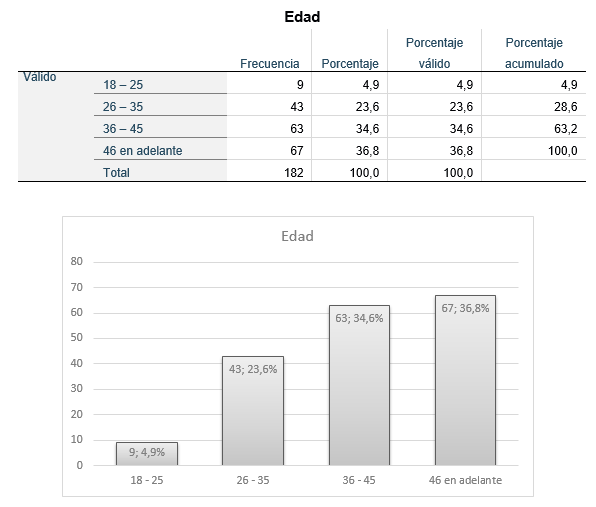 Edad
Frecuencia Porcentaje Porcentaje válido Porcentaje acumulado
Válido 18 – 25 9 4,9 4,9 4,9
26 – 35 43 23,6 23,6 28,6
36 – 45 63 34,6 34,6 63,2
46 en adelante 67 36,8 36,8 100,0
Total 182 100,0 100,0
Edad
80
70
60
50
40
30
20
10
0
9; 4,9%
43; 23,6%
63; 34,6%
67; 36,8%
18 - 25 26 - 35 36 - 45 46 en adelante